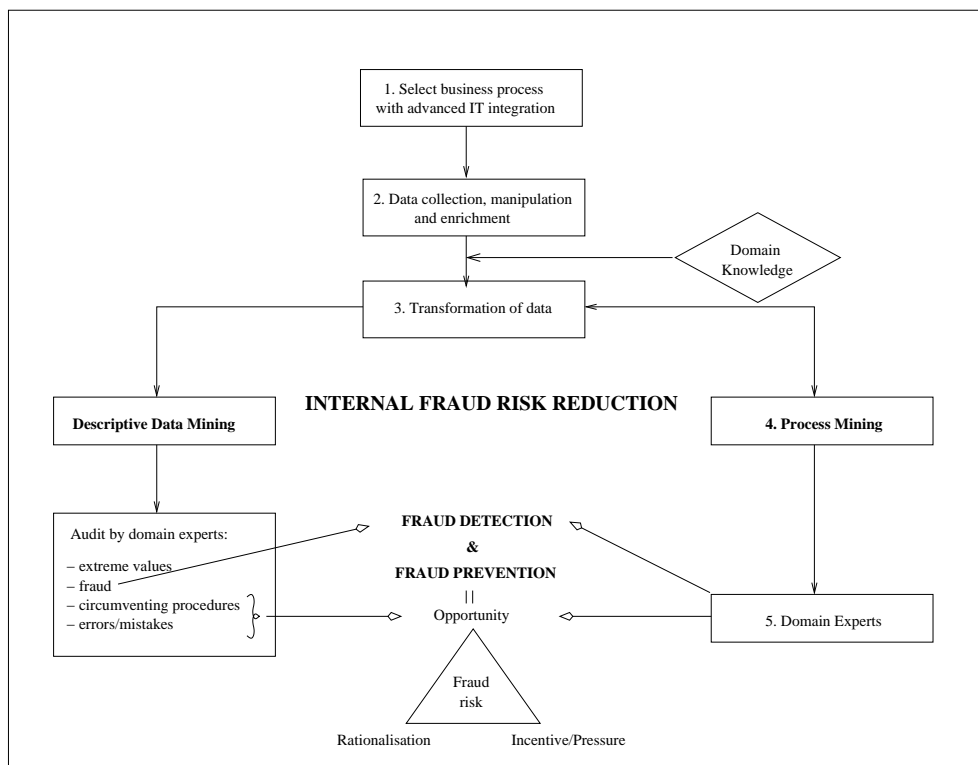 1. Select business process
with advanced IT integration
2. Data collection, manipulation
and enrichment
Domain
Knowledge
3. Transformation of data
INTERNAL FRAUD RISK REDUCTION
Descriptive Data Mining
4. Process Mining
Audit by domain experts:
– extreme values
– fraud
– circumventing procedures
– errors/mistakes
FRAUD DETECTION
&
FRAUD PREVENTION
||
Opportunity
5. Domain Experts
Fraud
risk
Rationalisation
Incentive/Pressure